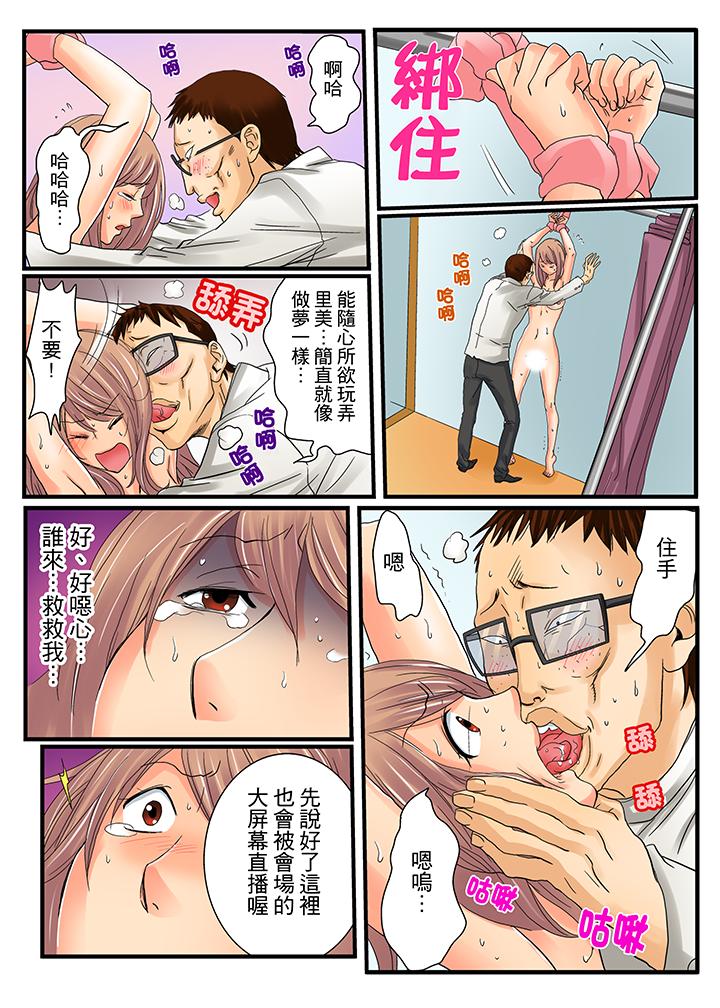 綁住
哈啊
哈啊
啊哈
哈啊
哈啊
哈哈哈…
能隨心所欲玩弄
里美…簡直就像
做夢一樣…
舔弄
不要！
哈啊
哈啊
哈啊
住手
嗯
舔
舔
嗯嗚…
咕啾
咕啾
好、好噁心…
誰來…救救我…
先說好了這裡
也會被會場的
大屏幕直播喔